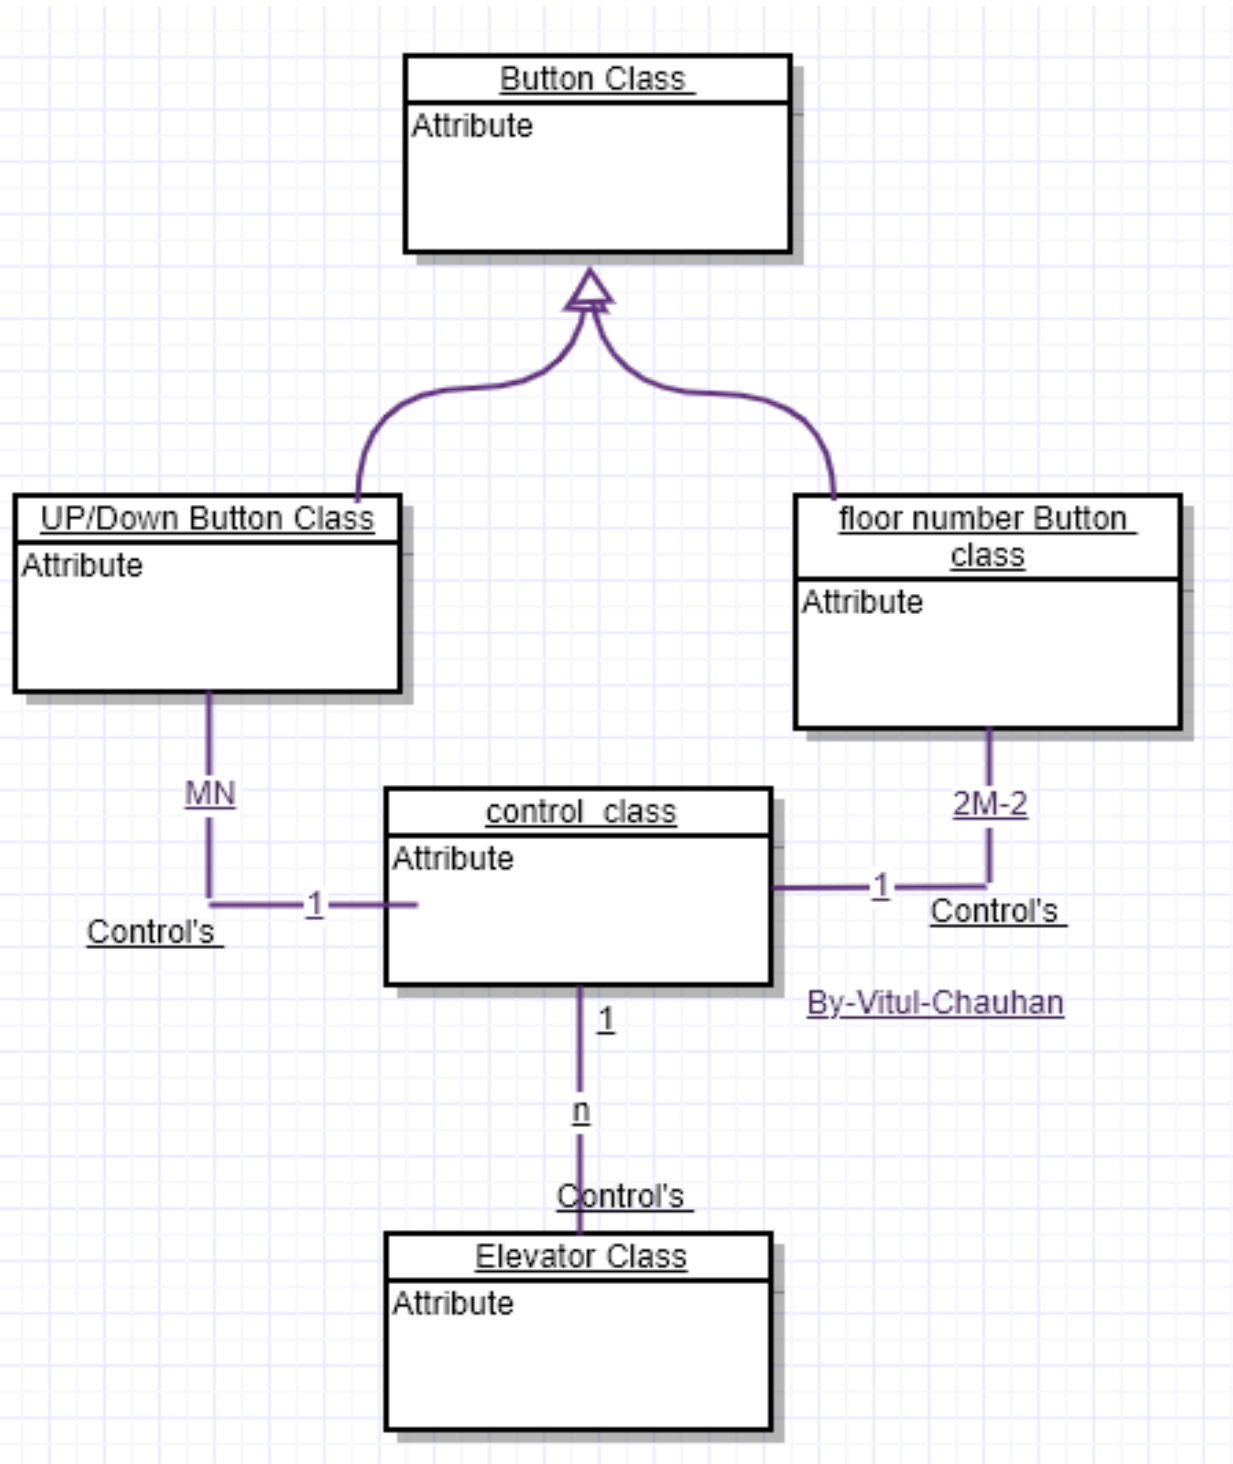 Button Class
Attribute
UP/Down Button Class
Attribute
floor number Button
class
Attribute
MN
2M-2
control class
Attribute
1
1
Control's
Control's
By-Vitul-Chauhan
1
n
Control's
Elevator Class
Attribute